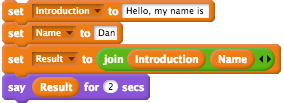 set Introduction to Hello, my name is
set Name to Dan
set Result to join Introduction Name
say Result for 2 secs